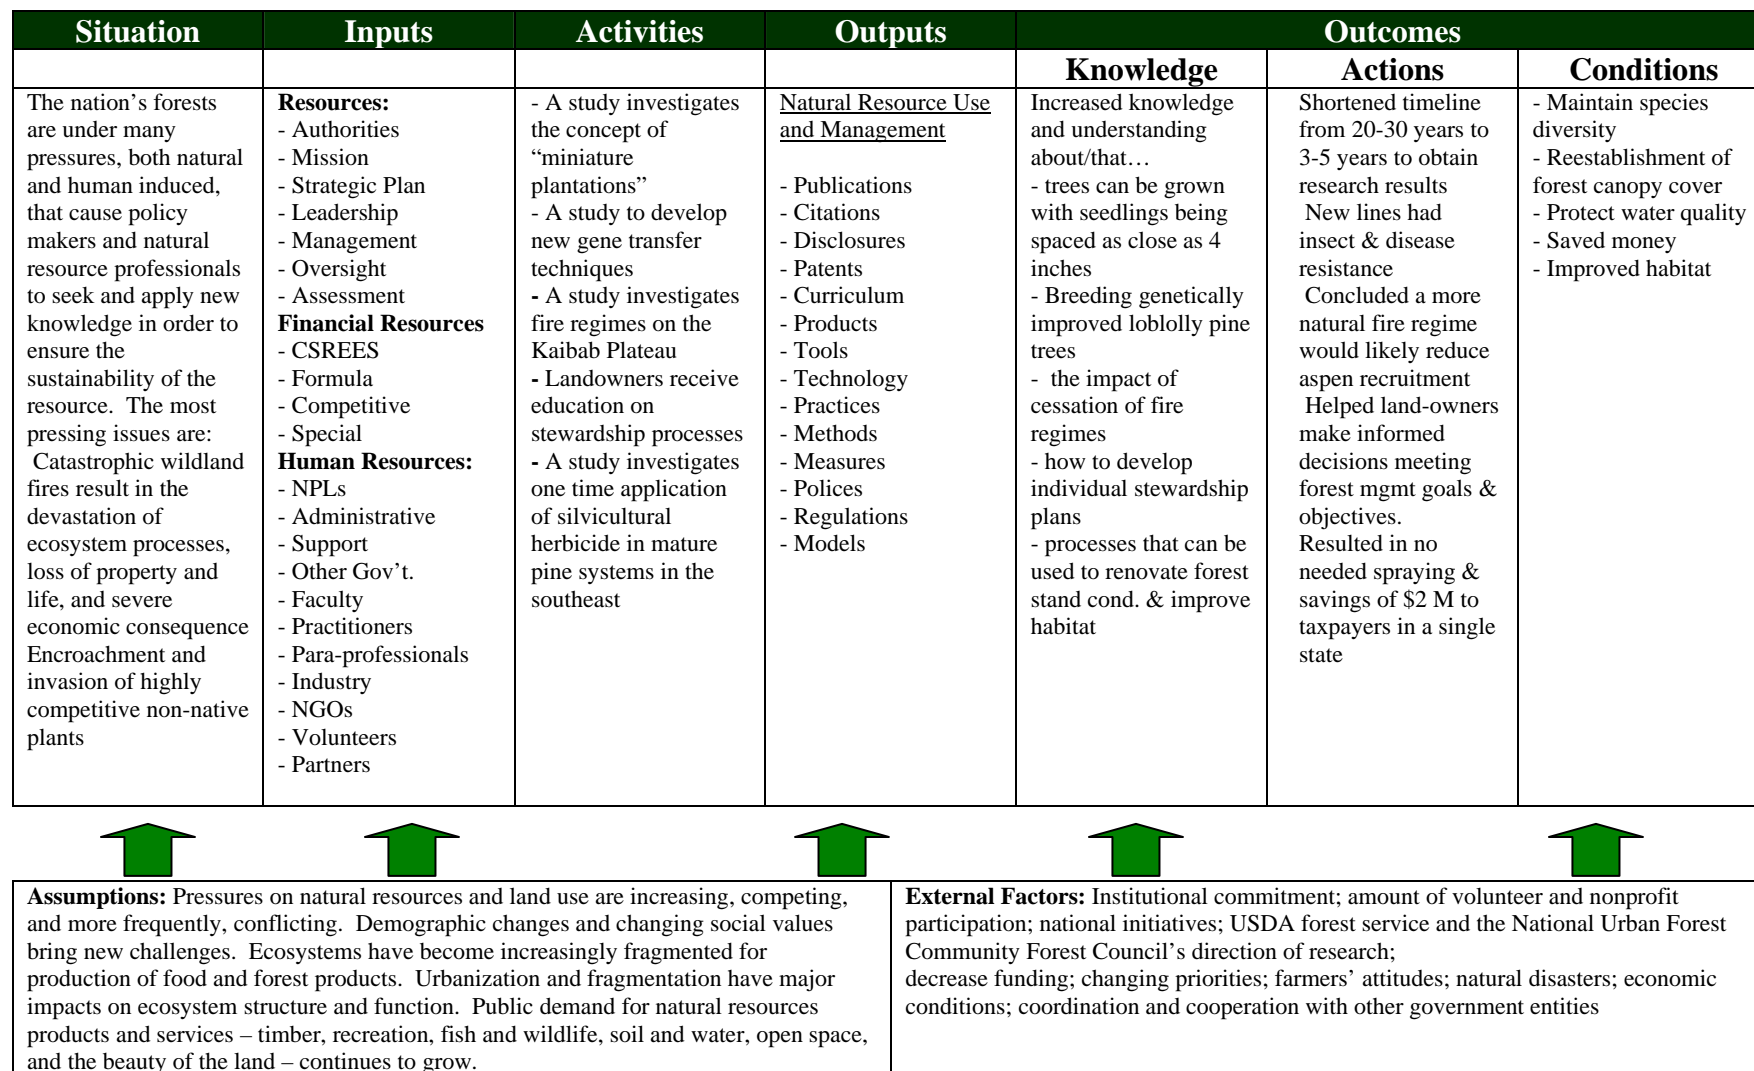 Situation
Inputs
Activities
Outputs
Outcomes
Knowledge
Actions
Conditions
The nation’s forests
are under many
pressures, both natural
and human induced,
that cause policy
makers and natural
resource professionals
to seek and apply new
knowledge in order to
ensure the
sustainability of the
resource.  The most
pressing issues are:
Catastrophic wildland
fires result in the
devastation of
ecosystem processes,
loss of property and
life, and severe
economic consequence
Encroachment and
invasion of highly
competitive non-native
plants
Resources:
- Authorities
- Mission
- Strategic Plan
- Leadership
- Management
- Oversight
- Assessment
Financial Resources
- CSREES
- Formula
- Competitive
- Special
Human Resources:
- NPLs
- Administrative
- Support
- Other Gov’t.
- Faculty
- Practitioners
- Para-professionals
- Industry
- NGOs
- Volunteers
- Partners
- A study investigates
the concept of
“miniature
plantations”
- A study to develop
new gene transfer
techniques
- A study investigates
fire regimes on the
Kaibab Plateau
- Landowners receive
education on
stewardship processes
- A study investigates
one time application
of silvicultural
herbicide in mature
pine systems in the
southeast
Natural Resource Use
and Management
- Publications
- Citations
- Disclosures
- Patents
- Curriculum
- Products
- Tools
- Technology
- Practices
- Methods
- Measures
- Polices
- Regulations
- Models
Increased knowledge
and understanding
about/that…
- trees can be grown
with seedlings being
spaced as close as 4
inches
- Breeding genetically
improved loblolly pine
trees
-  the impact of
cessation of fire
regimes
- how to develop
individual stewardship
plans
- processes that can be
used to renovate forest
stand cond. & improve
habitat
Shortened timeline
from 20-30 years to
3-5 years to obtain
research results
New lines had
insect & disease
resistance
Concluded a more
natural fire regime
would likely reduce
aspen recruitment
Helped land-owners
make informed
decisions meeting
forest mgmt goals &
objectives.
Resulted in no
needed spraying &
savings of $2 M to
taxpayers in a single
state
- Maintain species
diversity
- Reestablishment of
forest canopy cover
- Protect water quality
- Saved money
- Improved habitat
Assumptions: Pressures on natural resources and land use are increasing, competing,
and more frequently, conflicting.  Demographic changes and changing social values
bring new challenges.  Ecosystems have become increasingly fragmented for
production of food and forest products.  Urbanization and fragmentation have major
impacts on ecosystem structure and function.  Public demand for natural resources
products and services – timber, recreation, fish and wildlife, soil and water, open space,
and the beauty of the land – continues to grow.
External Factors: Institutional commitment; amount of volunteer and nonprofit
participation; national initiatives; USDA forest service and the National Urban Forest
Community Forest Council’s direction of research;
decrease funding; changing priorities; farmers’ attitudes; natural disasters; economic
conditions; coordination and cooperation with other government entities